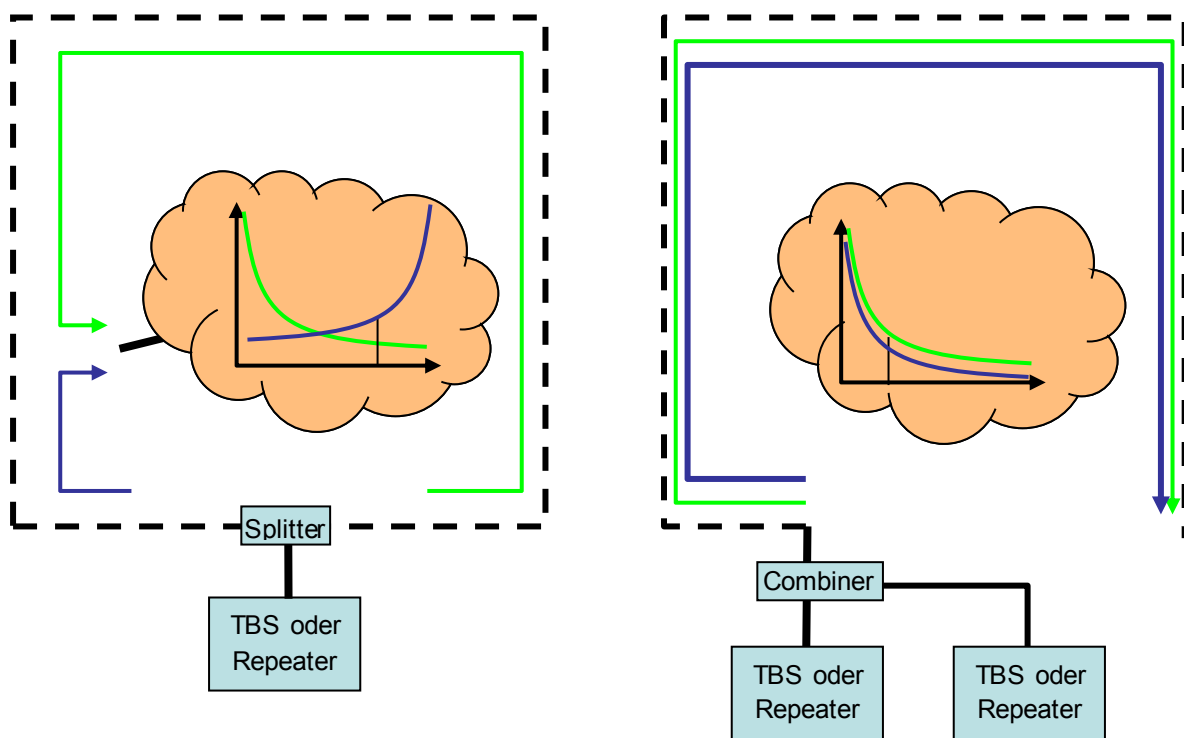 Splitter
TBS oder
Repeater
Combiner
TBS oder
Repeater
TBS oder
Repeater